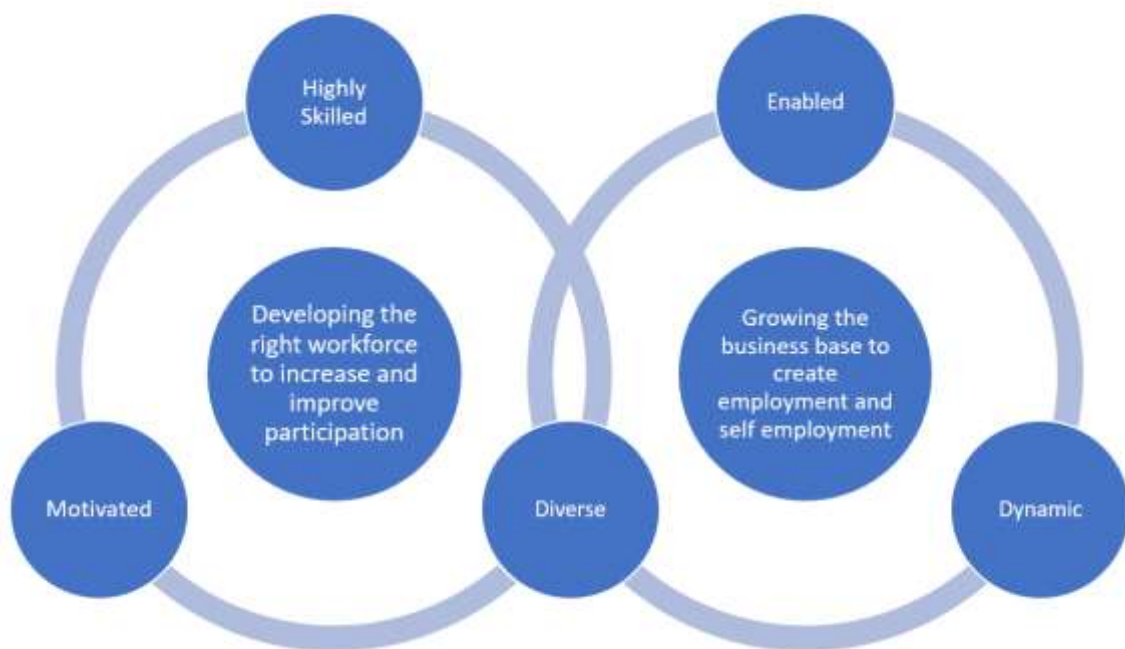 Highly
Skilled
Enabled
Developing the
right workforce
to increase and
improve
participation
Growing the
business base to
create
employment and
self employment
Motivated
Diverse
Dynamic